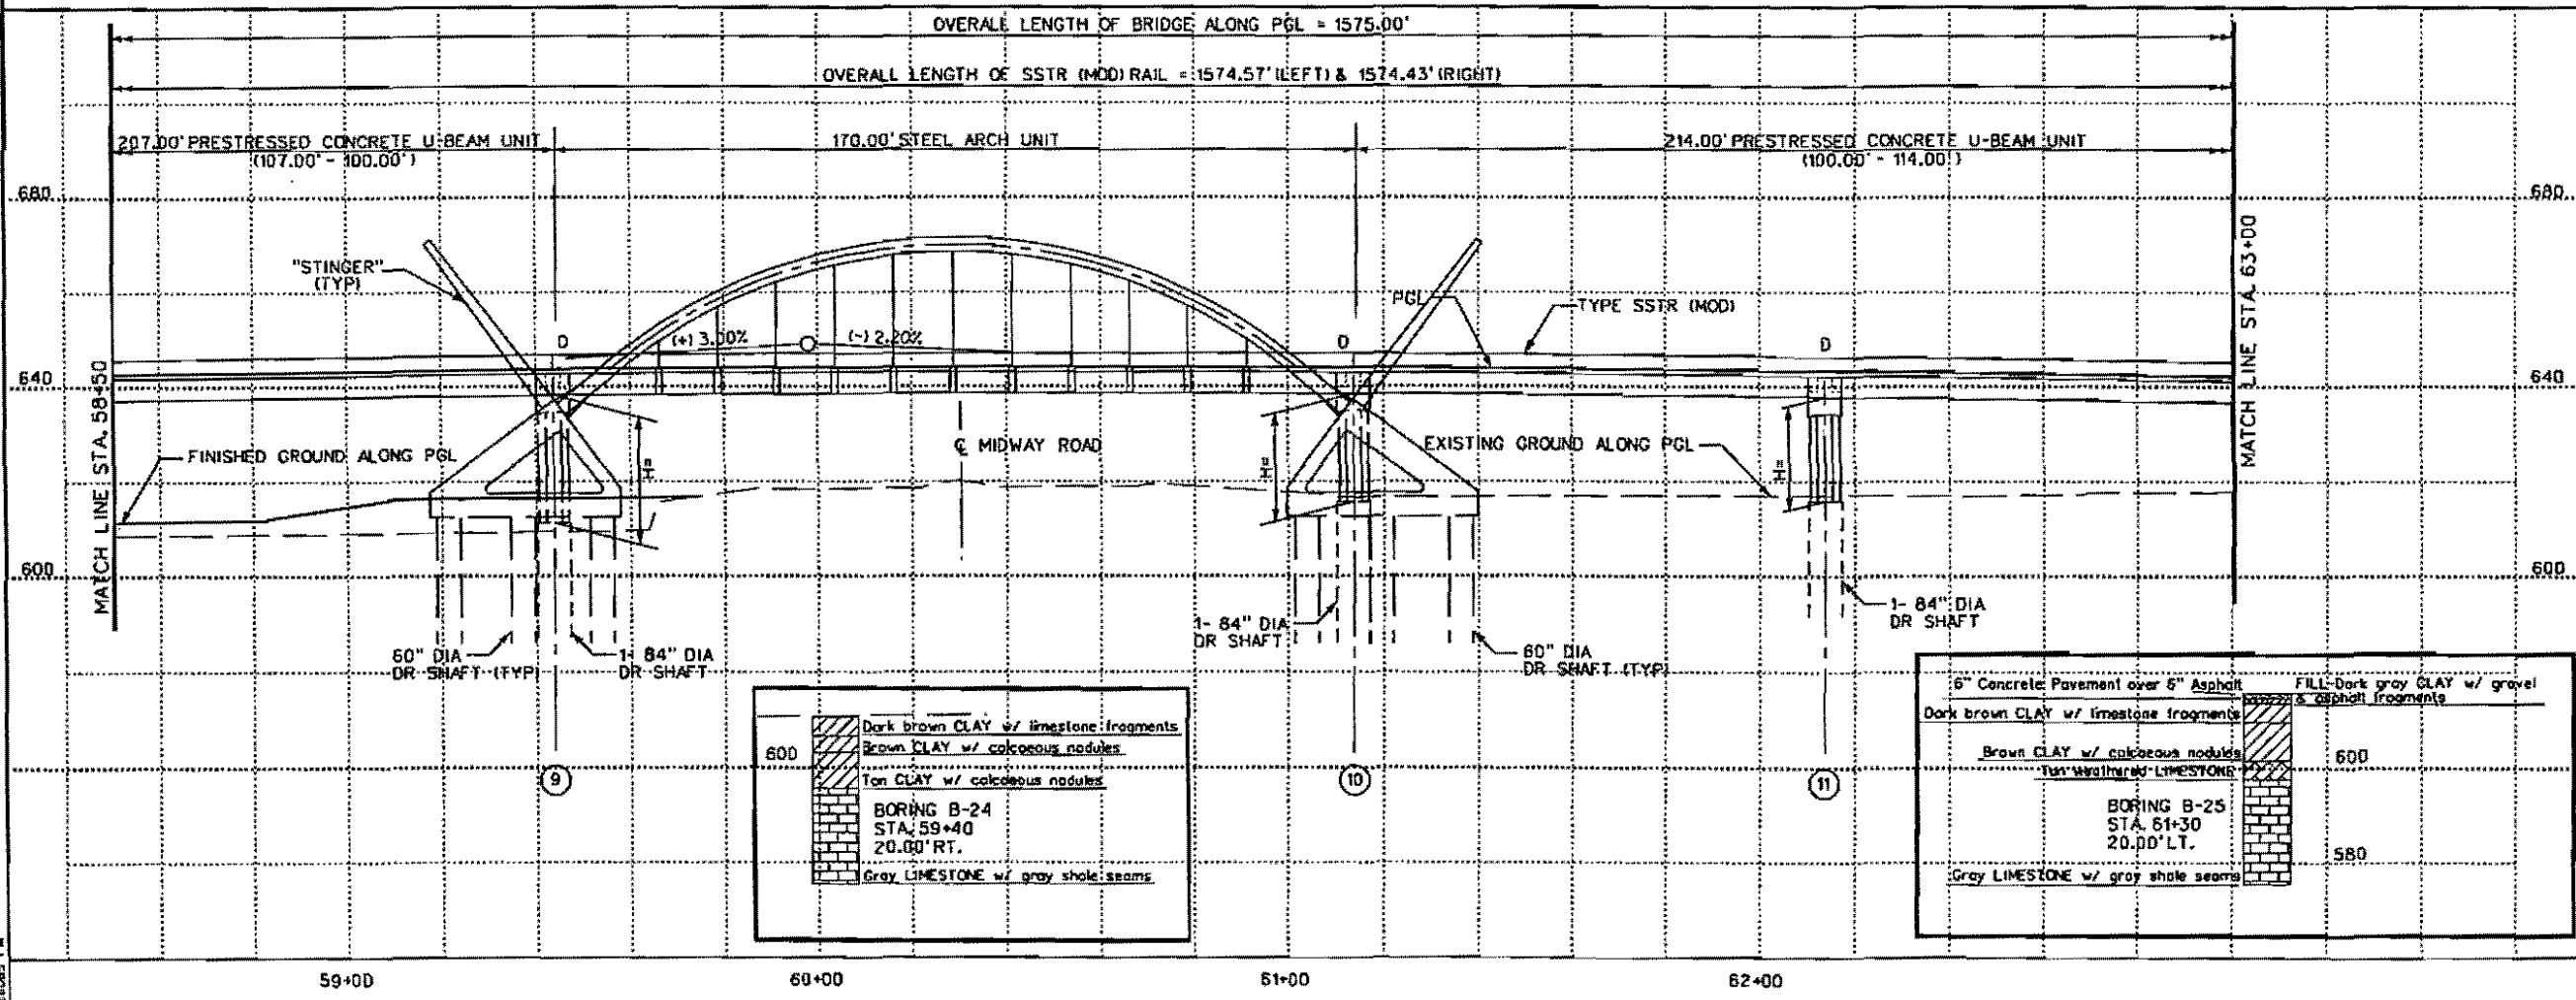 OVERALL LENGTH OF BRIDGE ALONG PGL = 1575.00'
OVERALL LENGTH OF SSTR (MOD) RAIL = 1574.57' (LEFT) & 1574.43' (RIGHT)
207.00' PRESTRESSED CONCRETE U-BEAM UNIT
(107.00' - 100.00')
170.00' STEEL ARCH UNIT
214.00' PRESTRESSED CONCRETE U-BEAM UNIT
(100.00' - 114.00')
680
680
"STINGER"
(TYP)
PGL
TYPE SSTR (MOD)
D
(+) 3.00%
(-) 2.20%
D
D
640
640
MATCH LINE STA. 58+50
MATCH LINE STA. 63+00
FINISHED GROUND ALONG PGL
"H"
℄ MIDWAY ROAD
"H"
EXISTING GROUND ALONG PGL
"H"
600
600
60" DIA
DR SHAFT (TYP)
1- 84" DIA
DR SHAFT
1- 84" DIA
DR SHAFT
60" DIA
DR SHAFT (TYP)
1- 84" DIA
DR SHAFT
Dark brown CLAY w/ limestone fragments
600
Brown CLAY w/ calcaeous nodules
Tan CLAY w/ calcaeous nodules
BORING B-24
STA. 59+40
20.00' RT.
Gray LIMESTONE w/ gray shale seams
6" Concrete Pavement over 6" Asphalt
FILL-Dark gray CLAY w/ gravel
& asphalt fragments
Dark brown CLAY w/ limestone fragments
Brown CLAY w/ calcaeous nodules
600
Tan weathered LIMESTONE
BORING B-25
STA. 61+30
20.00' LT.
580
Gray LIMESTONE w/ gray shale seams
9
10
11
59+00
60+00
61+00
62+00